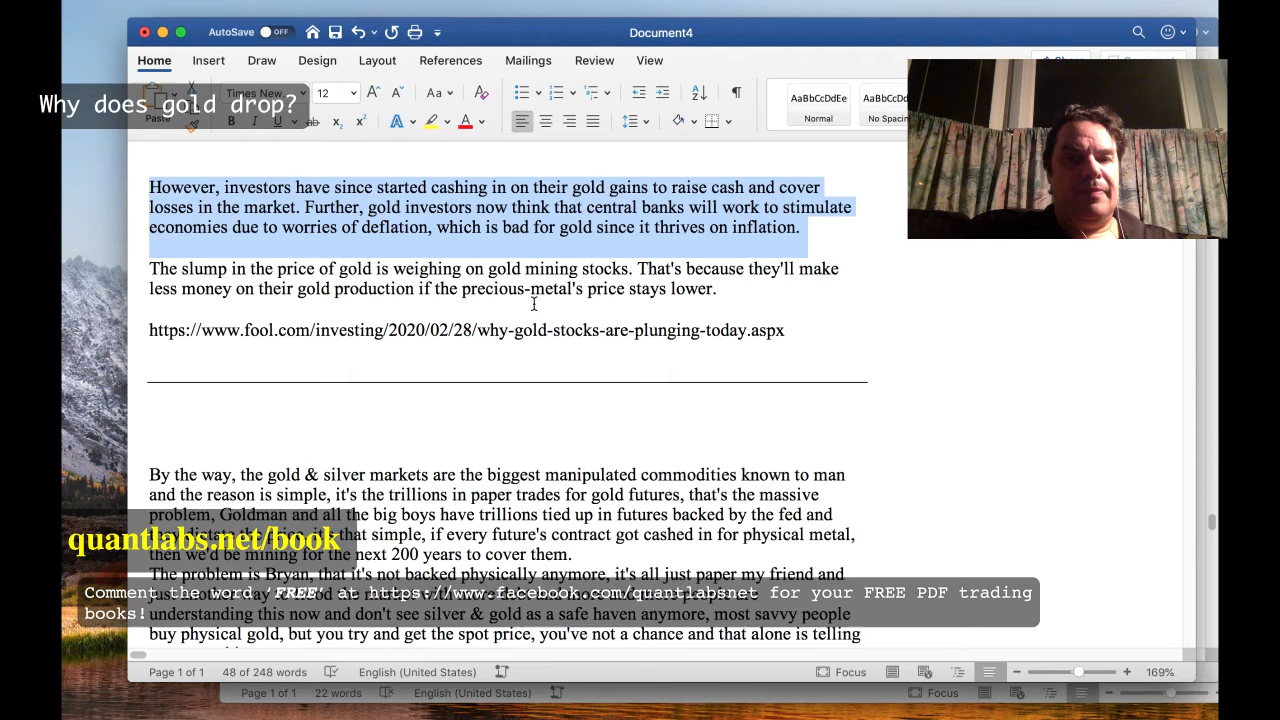 AutoSave OFF
Document4
Home Insert Draw Design Layout References Mailings Review View
Why does gold drop?
Times New... 12 Aa
Paste
AaBbCcDdEe AaBbCcDdEe
Normal No Spacing
However, investors have since started cashing in on their gold gains to raise cash and cover
losses in the market. Further, gold investors now think that central banks will work to stimulate
economies due to worries of deflation, which is bad for gold since it thrives on inflation.
The slump in the price of gold is weighing on gold mining stocks. That's because they'll make
less money on their gold production if the precious-metal's price stays lower.
https://www.fool.com/investing/2020/02/28/why-gold-stocks-are-plunging-today.aspx
By the way, the gold & silver markets are the biggest manipulated commodities known to man
and the reason is simple, it's the trillions in paper trades for gold futures, that's the massive
problem, Goldman and all the big boys have trillions tied up in futures backed by the fed and
that simple, if every future's contract got cashed in for physical metal,
quantlabs.net/book
then we'd be mining for the next 200 years to cover them.
The problem is Bryan, that it's not backed physically anymore, it's all just paper my friend and
Comment the word 'FREE' at https://www.facebook.com/quantlabsnet for your FREE PDF trading
books!
understanding this now and don't see silver & gold as a safe haven anymore, most savvy people
buy physical gold, but you try and get the spot price, you've not a chance and that alone is telling
Page 1 of 1 48 of 248 words English (United States) Focus 169%
Page 1 of 1 22 words English (United States) Focus